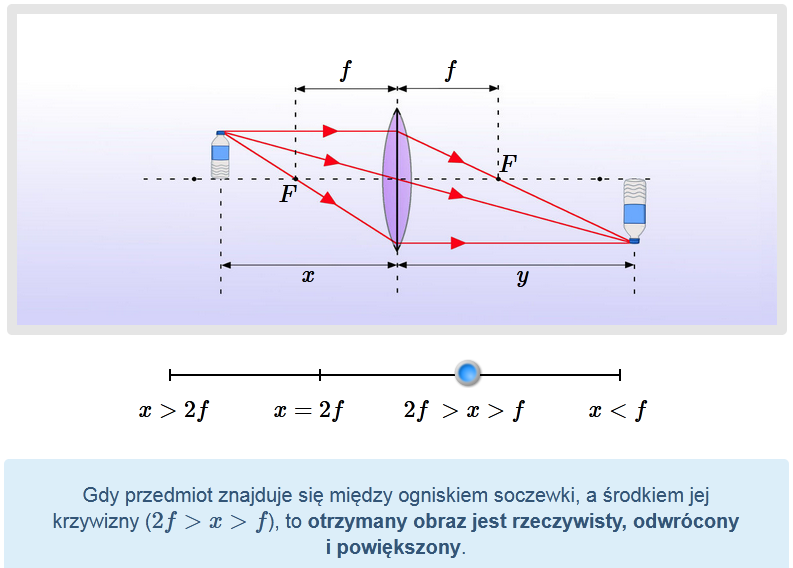 f f
F
F
x y
x > 2f x = 2f 2f > x > f x < f
Gdy przedmiot znajduje się między ogniskiem soczewki, a środkiem jej
krzywizny (2f > x > f), to otrzymany obraz jest rzeczywisty, odwrócony
i powiększony.